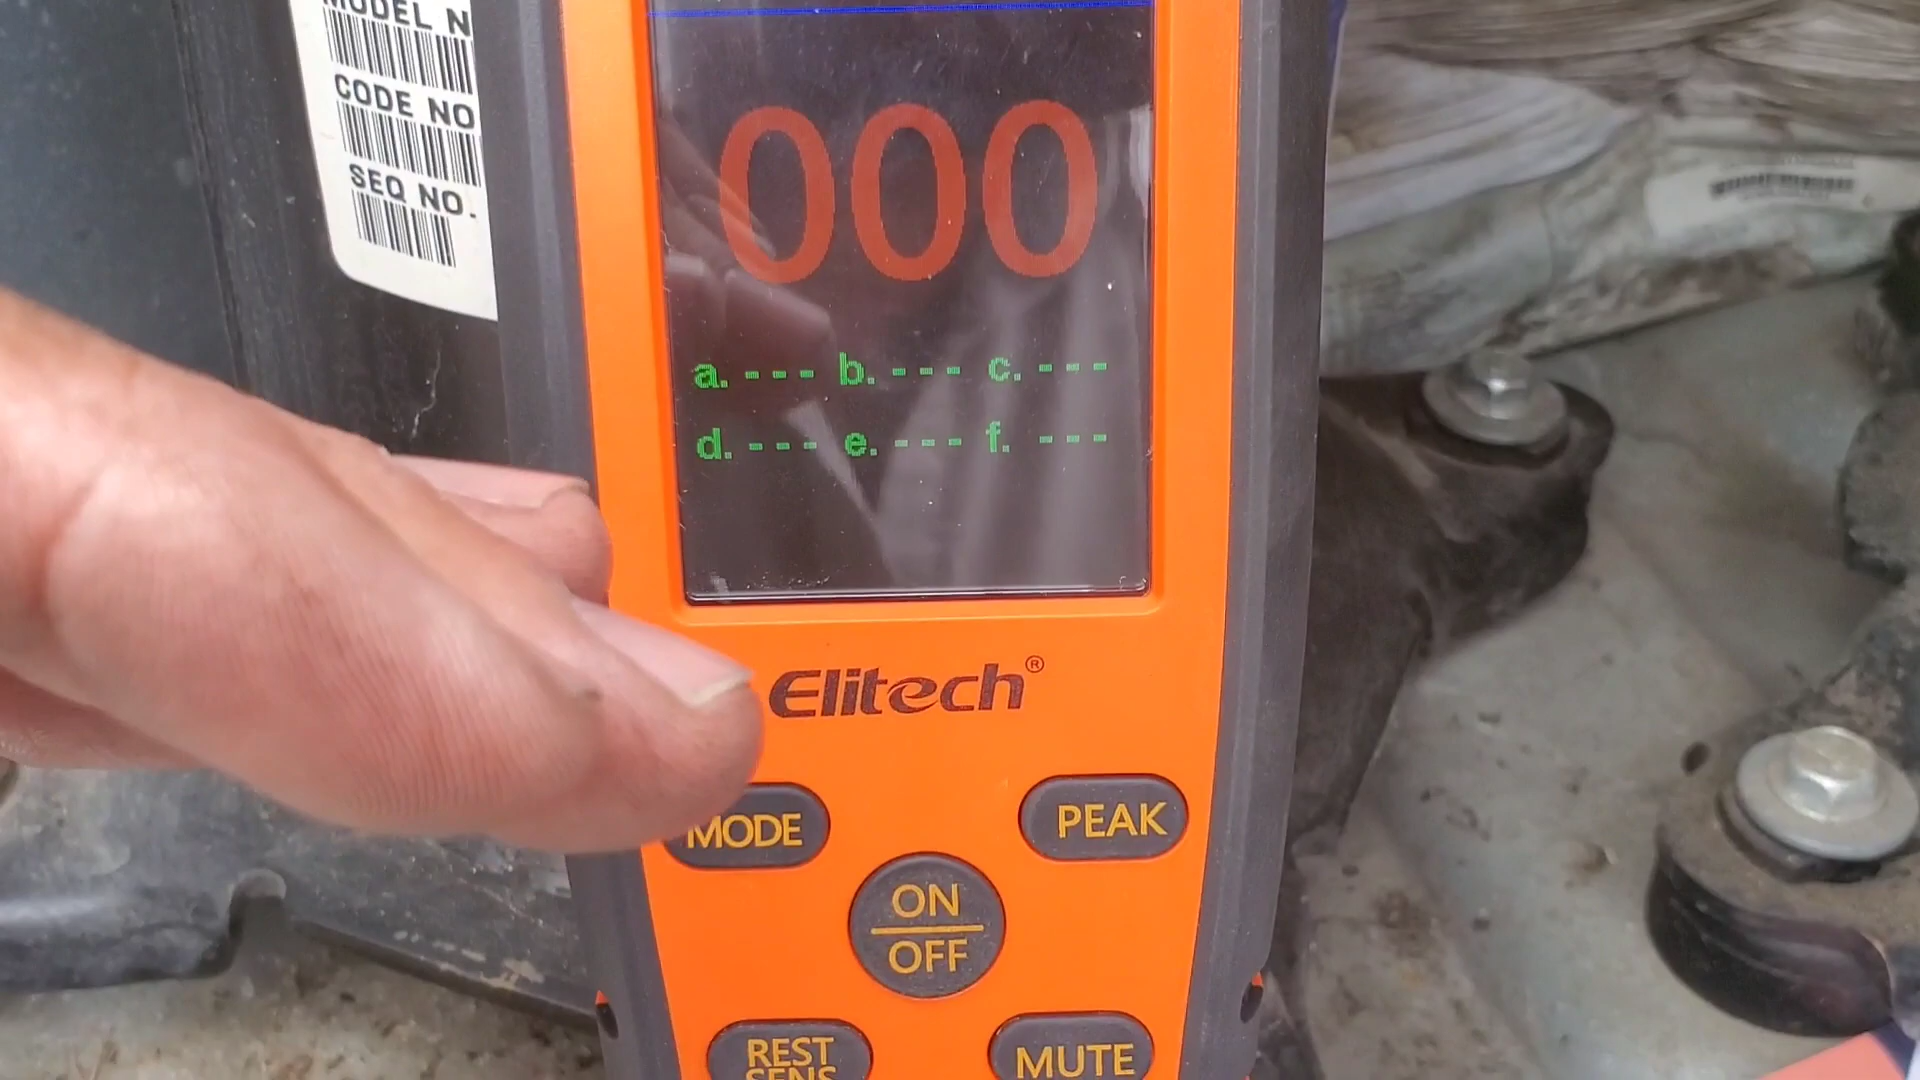 MODEL N
CODE NO
SEQ NO.
000
a. --- b. --- c. ---
d. --- e. --- f. ---
Elitech®
MODE
PEAK
ON
OFF
REST
SENS
MUTE